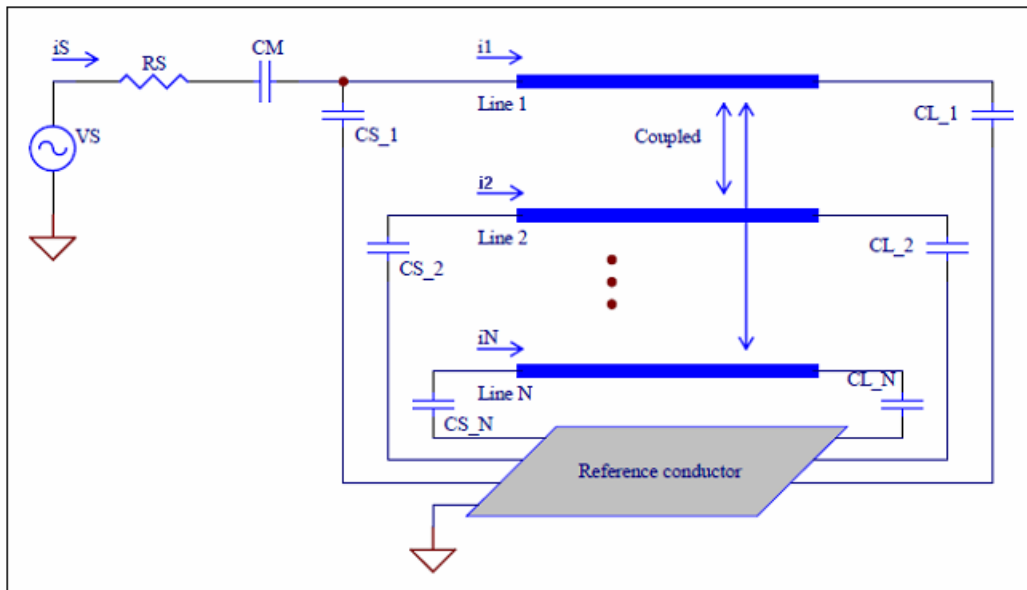 iS
RS
CM
i1
VS
CS_1
Line 1
CL_1
Coupled
i2
Line 2
CS_2
CL_2
iN
Line N
CL_N
CS_N
Reference conductor